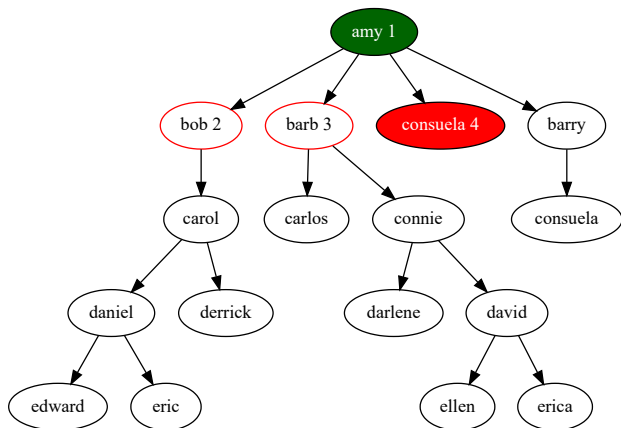 amy 1
bob 2
barb 3
consuela 4
barry
carol
carlos
connie
consuela
daniel
derrick
darlene
david
edward
eric
ellen
erica